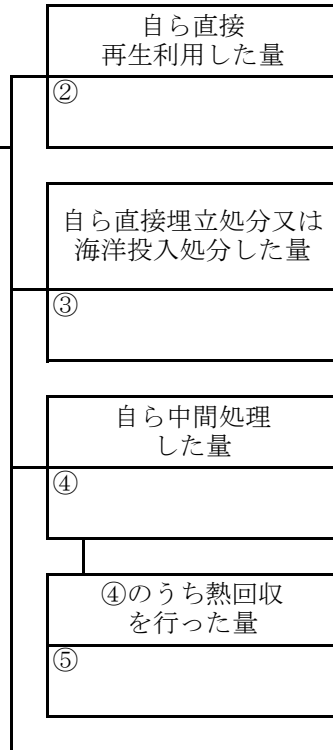 自ら直接
再生利用した量
②
自ら直接埋立処分又は
海洋投入処分した量
③
自ら中間処理
した量
④
④のうち熱回収
を行った量
⑤